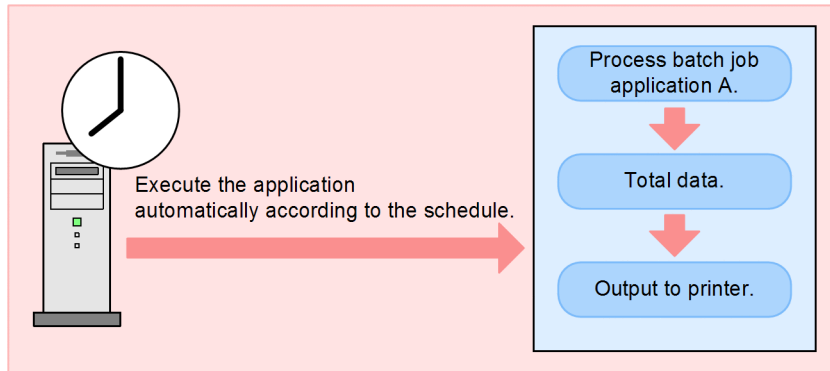 Execute the application
automatically according to the schedule.
Process batch job
application A.
Total data.
Output to printer.